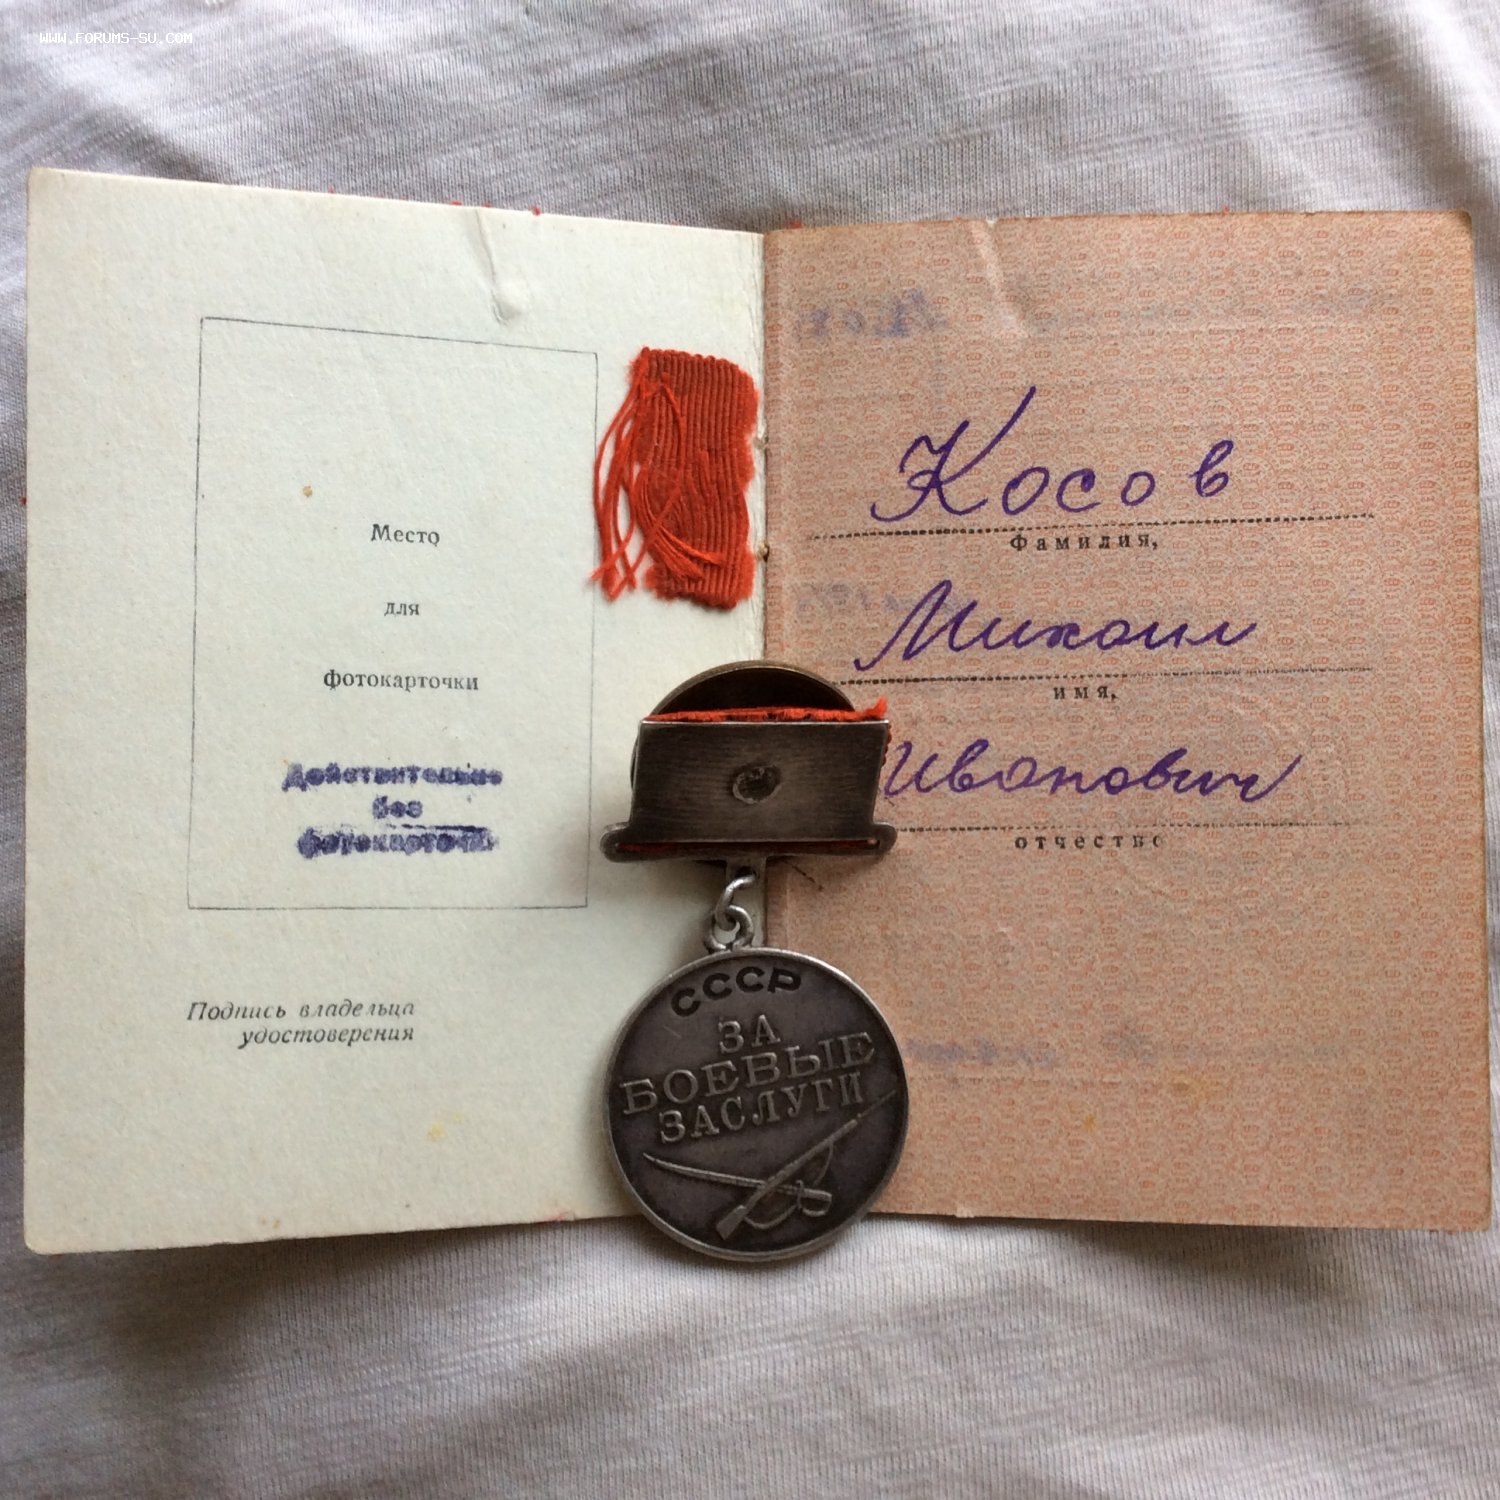 WWW.FORUMS-SU.COM
Место
для
фотокарточки
Действительно
без
фотокарточки
Подпись владельца
удостоверения
Косов
Фамилия,
Михаил
имя,
Иванович
отчество
СССР
ЗА
БОЕВЫЕ
ЗАСЛУГИ